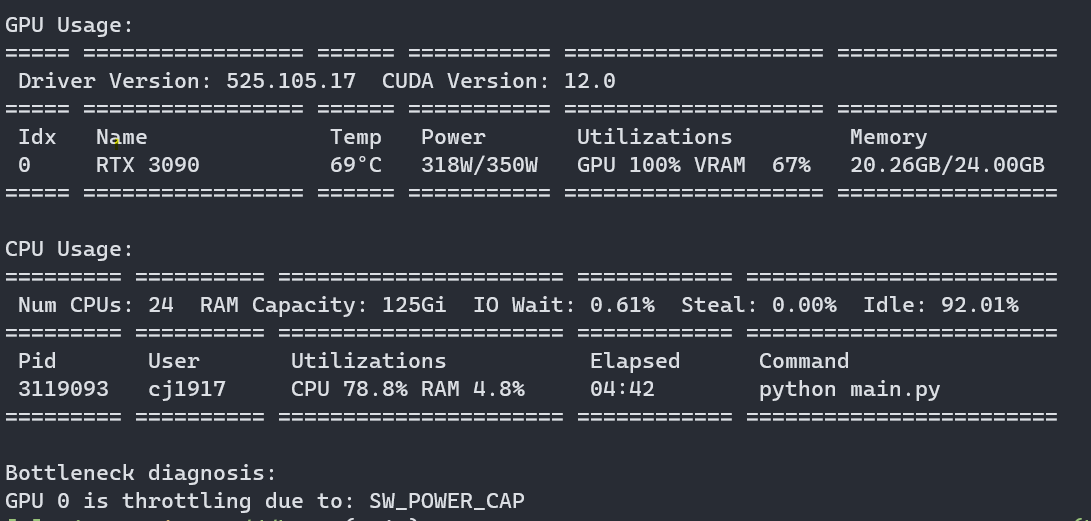 GPU Usage:
===== ================= ====== =========== ==================== =================
Driver Version: 525.105.17  CUDA Version: 12.0
===== ================= ====== =========== ==================== =================
Idx   Name              Temp   Power       Utilizations         Memory
0     RTX 3090          69°C   318W/350W   GPU 100% VRAM  67%   20.26GB/24.00GB
===== ================= ====== =========== ==================== =================
CPU Usage:
========= ========== ====================== ============ ========================
Num CPUs: 24  RAM Capacity: 125Gi  IO Wait: 0.61%  Steal: 0.00%  Idle: 92.01%
========= ========== ====================== ============ ========================
Pid       User       Utilizations           Elapsed      Command
3119093   cj1917     CPU 78.8% RAM 4.8%     04:42        python main.py
========= ========== ====================== ============ ========================
Bottleneck diagnosis:
GPU 0 is throttling due to: SW_POWER_CAP